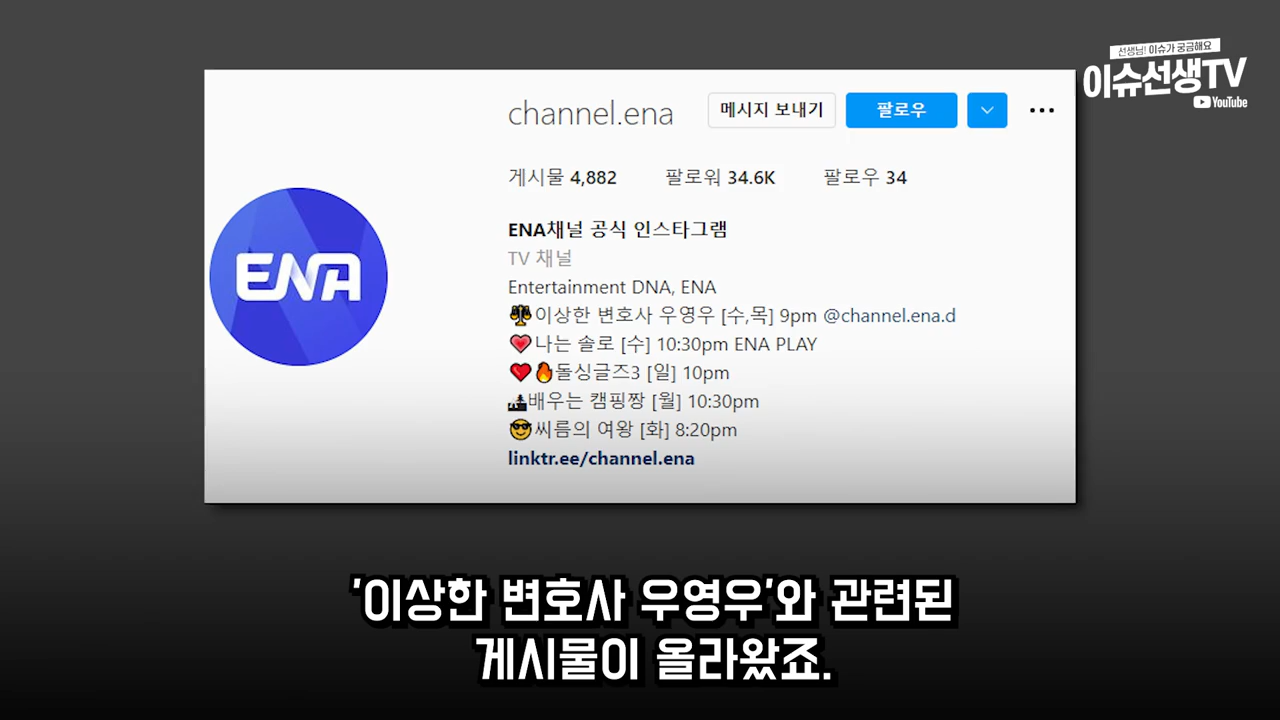 선생님! 이슈가 궁금해요
이슈선생TV
YouTube
channel.ena
메시지 보내기
팔로우
게시물 4,882 팔로워 34.6K 팔로우 34
ENA
ENA채널 공식 인스타그램
TV 채널
Entertainment DNA, ENA
이상한 변호사 우영우 [수,목] 9pm @channel.ena.d
나는 솔로 [수] 10:30pm ENA PLAY
돌싱글즈3 [일] 10pm
배우는 캠핑짱 [월] 10:30pm
씨름의 여왕 [화] 8:20pm
linktr.ee/channel.ena
'이상한 변호사 우영우'와 관련된
게시물이 올라왔죠.